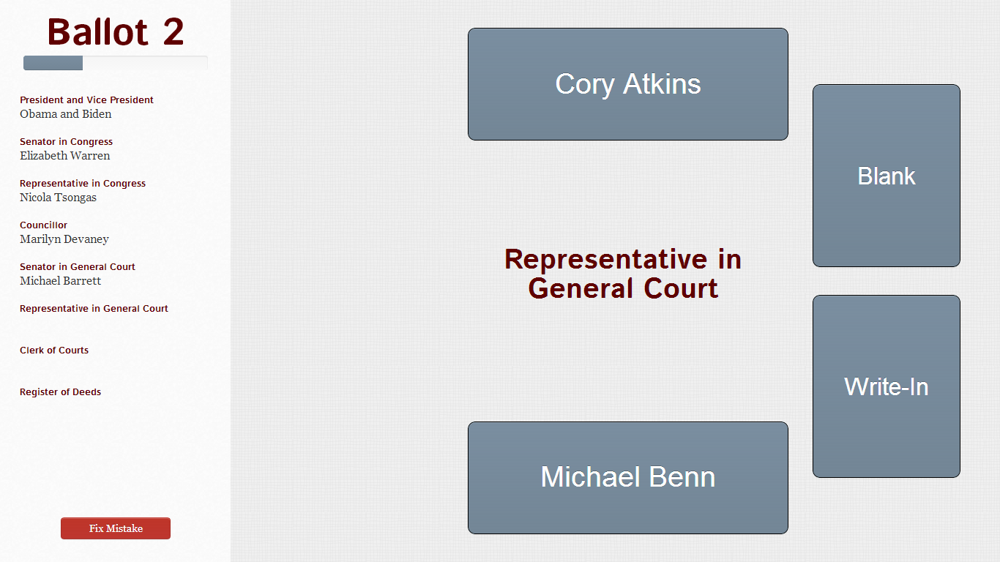 Ballot 2
President and Vice President
Obama and Biden
Senator in Congress
Elizabeth Warren
Representative in Congress
Nicola Tsongas
Councillor
Marilyn Devaney
Senator in General Court
Michael Barrett
Representative in General Court
Clerk of Courts
Register of Deeds
Fix Mistake
Cory Atkins
Representative in
General Court
Michael Benn
Blank
Write-In